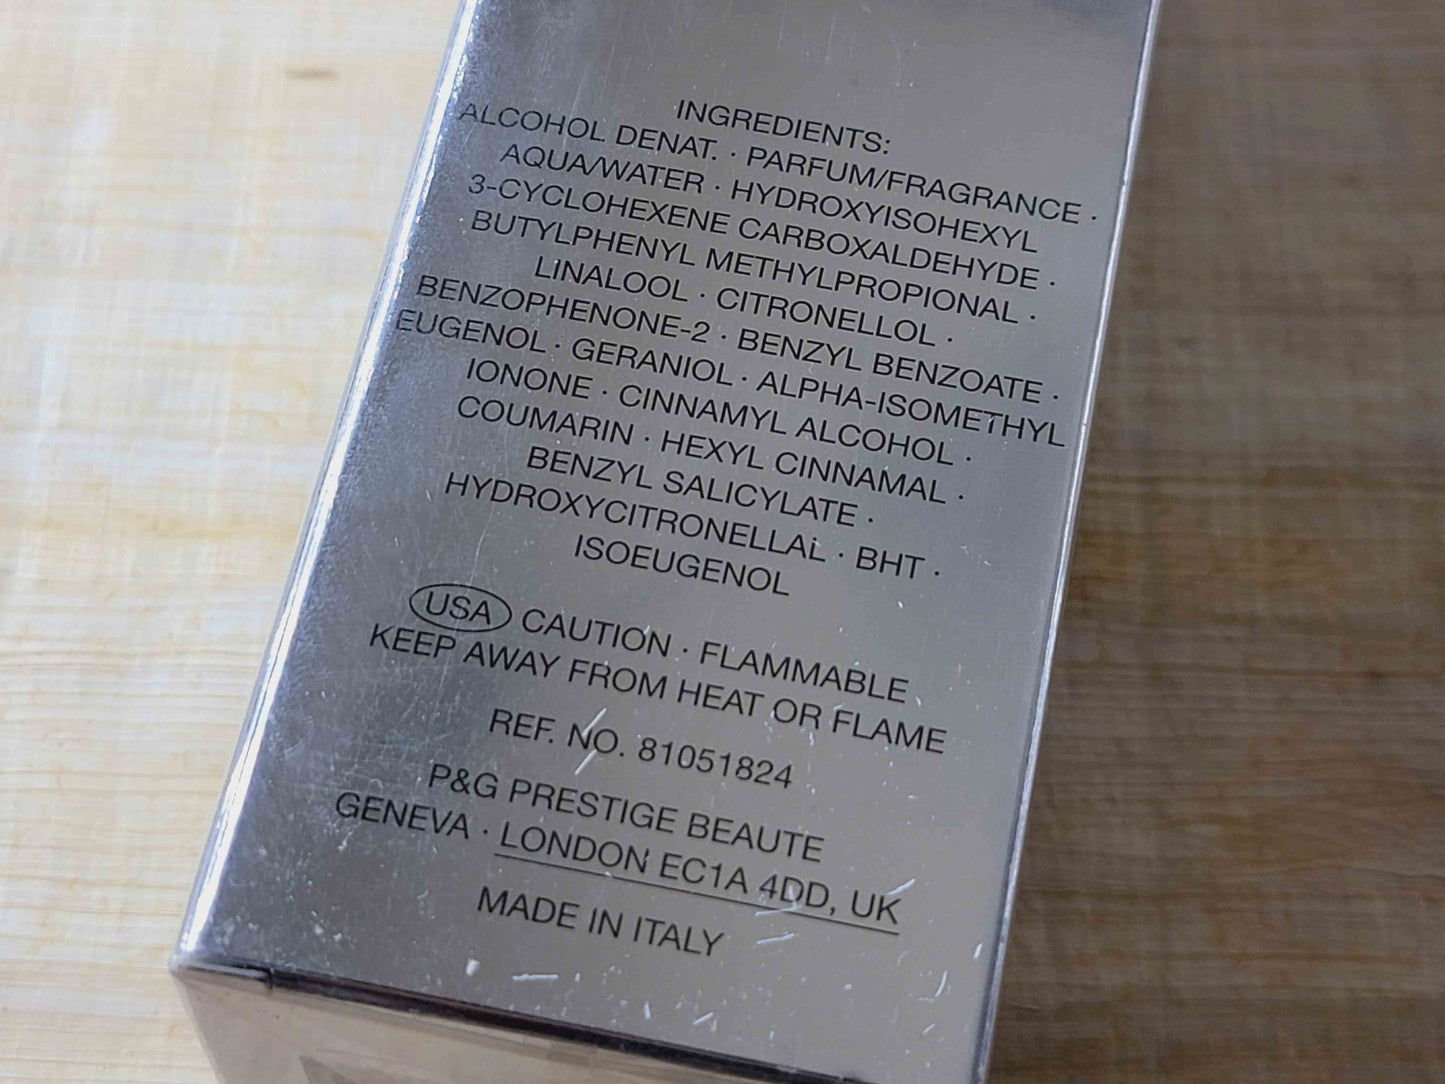 INGREDIENTS:
ALCOHOL DENAT. · PARFUM/FRAGRANCE ·
AQUA/WATER · HYDROXYISOHEXYL
3-CYCLOHEXENE CARBOXALDEHYDE ·
BUTYLPHENYL METHYLPROPIONAL ·
LINALOOL · CITRONELLOL ·
BENZOPHENONE-2 · BENZYL BENZOATE ·
EUGENOL · GERANIOL · ALPHA-ISOMETHYL
IONONE · CINNAMYL ALCOHOL ·
COUMARIN · HEXYL CINNAMAL ·
BENZYL SALICYLATE ·
HYDROXYCITRONELLAL · BHT ·
ISOEUGENOL
USA CAUTION · FLAMMABLE
KEEP AWAY FROM HEAT OR FLAME
REF. NO. 81051824
P&G PRESTIGE BEAUTE
GENEVA · LONDON EC1A 4DD, UK
MADE IN ITALY